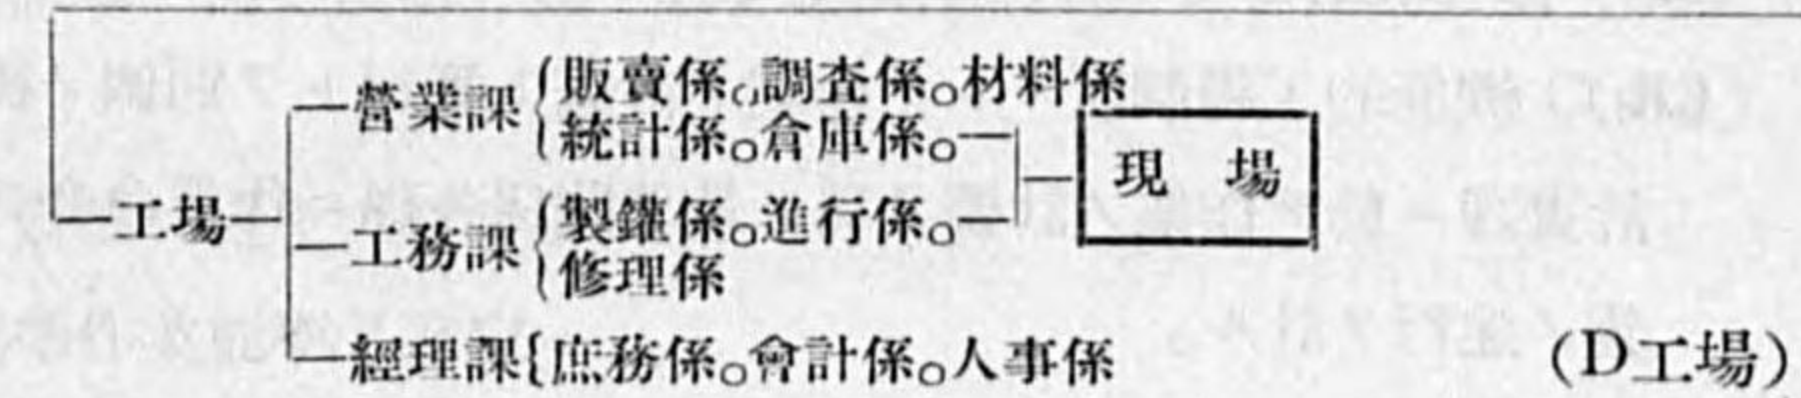 營業課 販賣係。調査係。材料係
統計係。倉庫係。
現場
工場
工務課 製鑵係。進行係。
修理係
經理課 庶務係。會計係。人事係
(D工場)